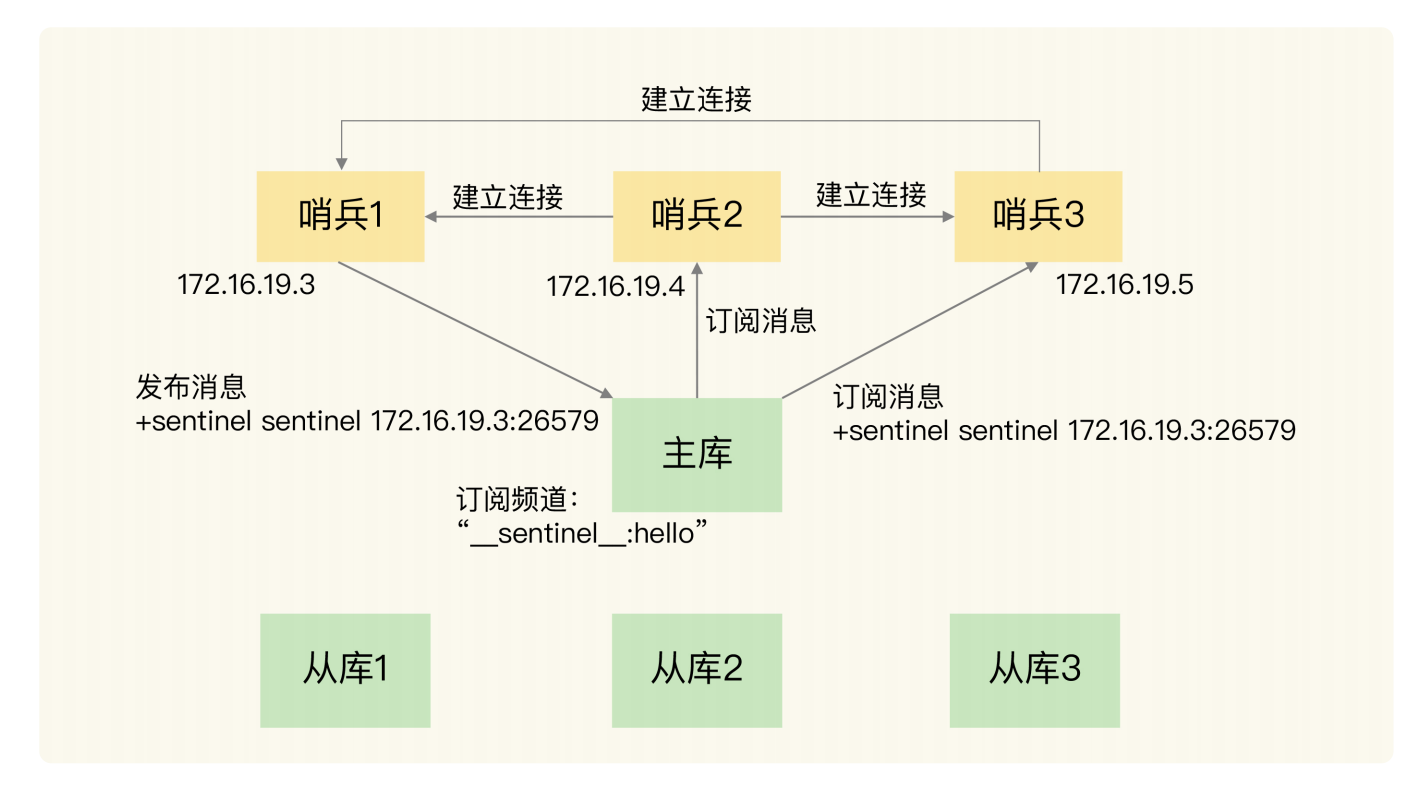 建立连接
建立连接
建立连接
哨兵1
哨兵2
哨兵3
172.16.19.3
172.16.19.4
172.16.19.5
订阅消息
发布消息
+sentinel sentinel 172.16.19.3:26579
订阅消息
+sentinel sentinel 172.16.19.3:26579
主库
订阅频道：
“__sentinel__:hello”
从库1
从库2
从库3